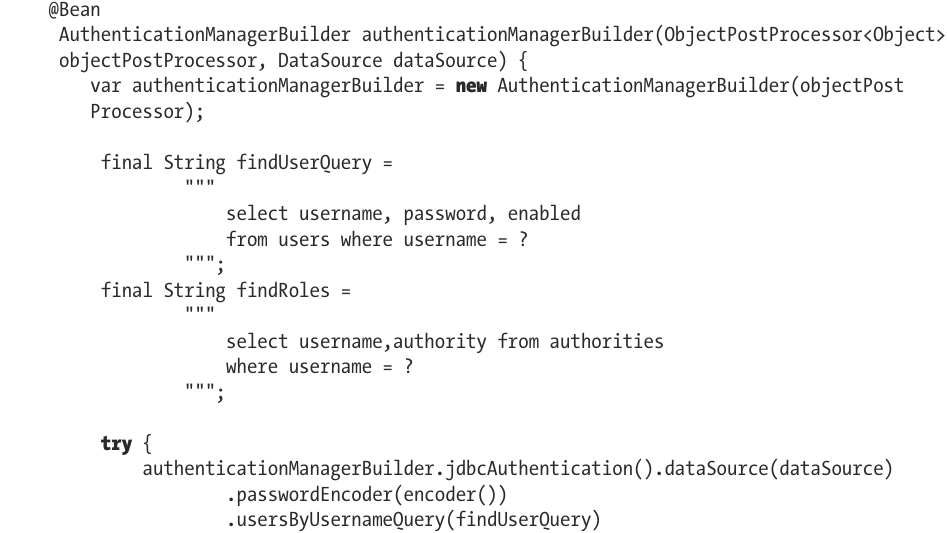 @Bean
AuthenticationManagerBuilder authenticationManagerBuilder(ObjectPostProcessor<Object>
objectPostProcessor, DataSource dataSource) {
var authenticationManagerBuilder = new AuthenticationManagerBuilder(objectPost
Processor);
final String findUserQuery =
"""
select username, password, enabled
from users where username = ?
""";
final String findRoles =
"""
select username,authority from authorities
where username = ?
""";
try {
authenticationManagerBuilder.jdbcAuthentication().dataSource(dataSource)
.passwordEncoder(encoder())
.usersByUsernameQuery(findUserQuery)